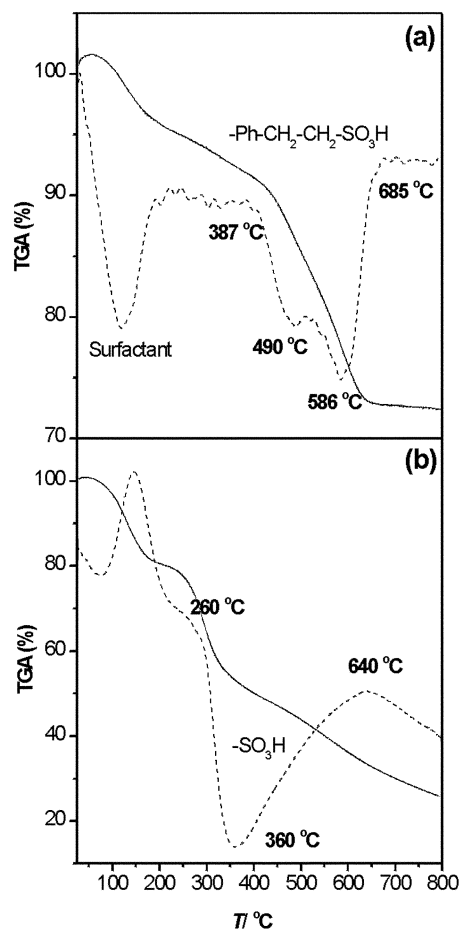 (a)
100
-Ph-CH₂-CH₂-SO₃H
90
387 °C
685 °C
TGA (%)
80
Surfactant
490 °C
586 °C
70
(b)
100
80
260 °C
TGA (%)
60
640 °C
40
-SO₃H
20
360 °C
100 200 300 400 500 600 700 800
T/ °C